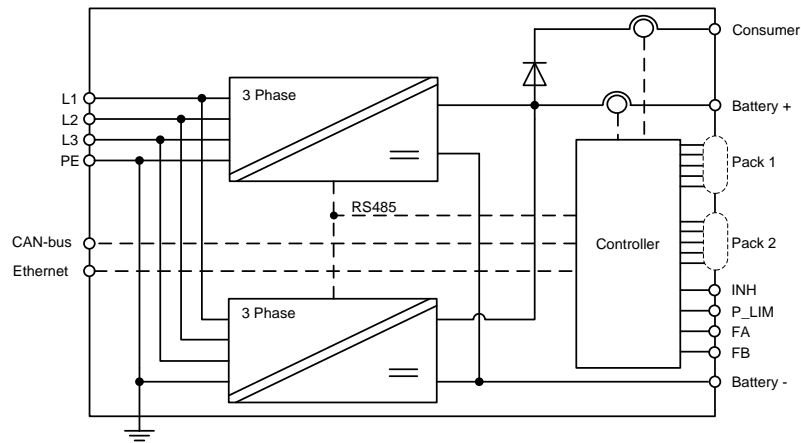 Consumer
3 Phase
L1
Battery +
L2
L3
PE
Pack 1
RS485
CAN-bus
Controller
Pack 2
Ethernet
INH
3 Phase
P_LIM
FA
FB
Battery -